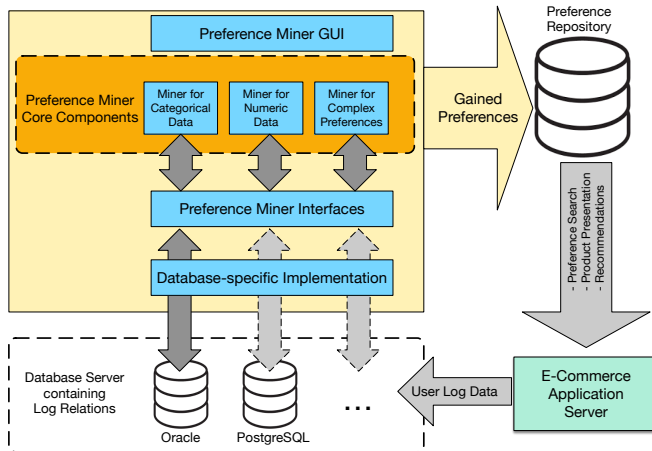 Preference Miner GUI
Preference
Repository
Preference Miner
Core Components
Miner for
Categorical
Data
Miner for
Numeric
Data
Miner for
Complex
Preferences
Gained
Preferences
Preference Miner Interfaces
- Preference Search
- Product Presentation
- Recommendations
Database-specific Implementation
Database Server
containing
Log Relations
Oracle
PostgreSQL
...
User Log Data
E-Commerce
Application
Server